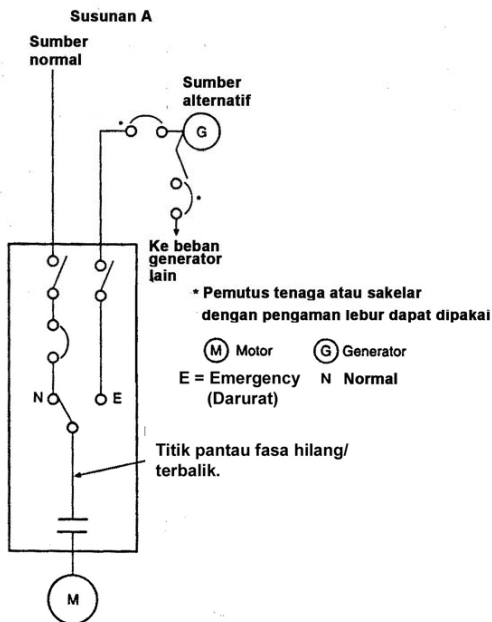 Susunan A
Sumber
normal
Sumber
alternatif
*
G
*
Ke beban
generator
lain
* Pemutus tenaga atau sakelar
dengan pengaman lebur dapat dipakai
M Motor G Generator
E = Emergency N Normal
(Darurat)
N E
Titik pantau fasa hilang/
terbalik.
M